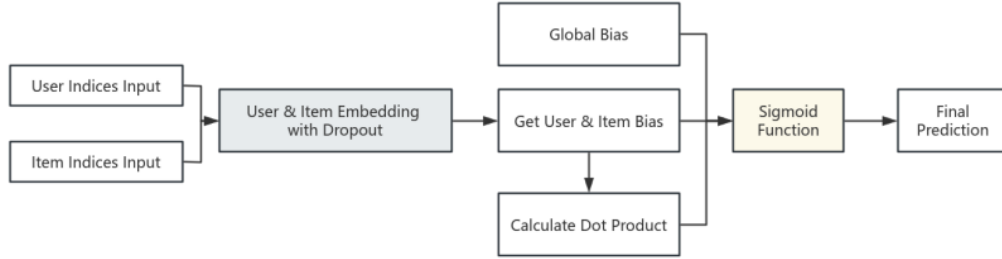 User Indices Input
Item Indices Input
User & Item Embedding
with Dropout
Global Bias
Get User & Item Bias
Calculate Dot Product
Sigmoid
Function
Final
Prediction